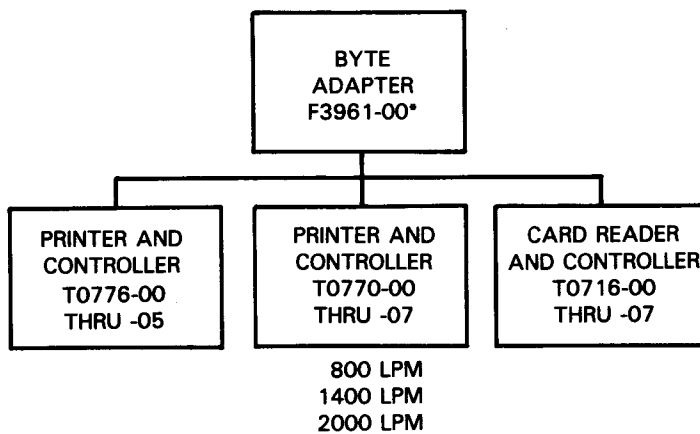 BYTE
ADAPTER
F3961-00*
PRINTER AND
CONTROLLER
T0776-00
THRU -05
PRINTER AND
CONTROLLER
T0770-00
THRU -07
CARD READER
AND CONTROLLER
T0716-00
THRU -07
800 LPM
1400 LPM
2000 LPM